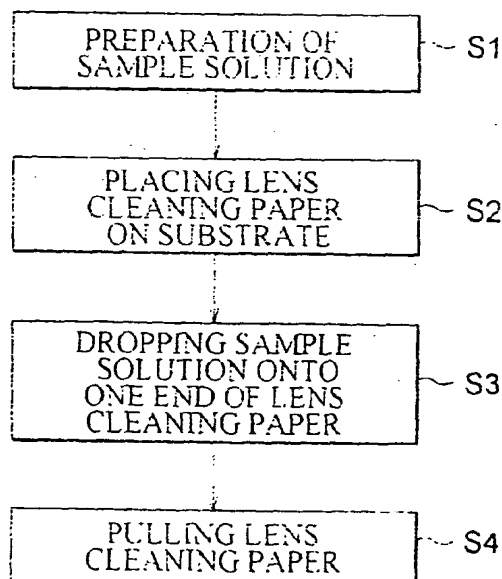 PREPARATION OF
SAMPLE SOLUTION
S1
PLACING LENS
CLEANING PAPER
ON SUBSTRATE
S2
DROPPING SAMPLE
SOLUTION ONTO
ONE END OF LENS
CLEANING PAPER
S3
PULLING LENS
CLEANING PAPER
S4